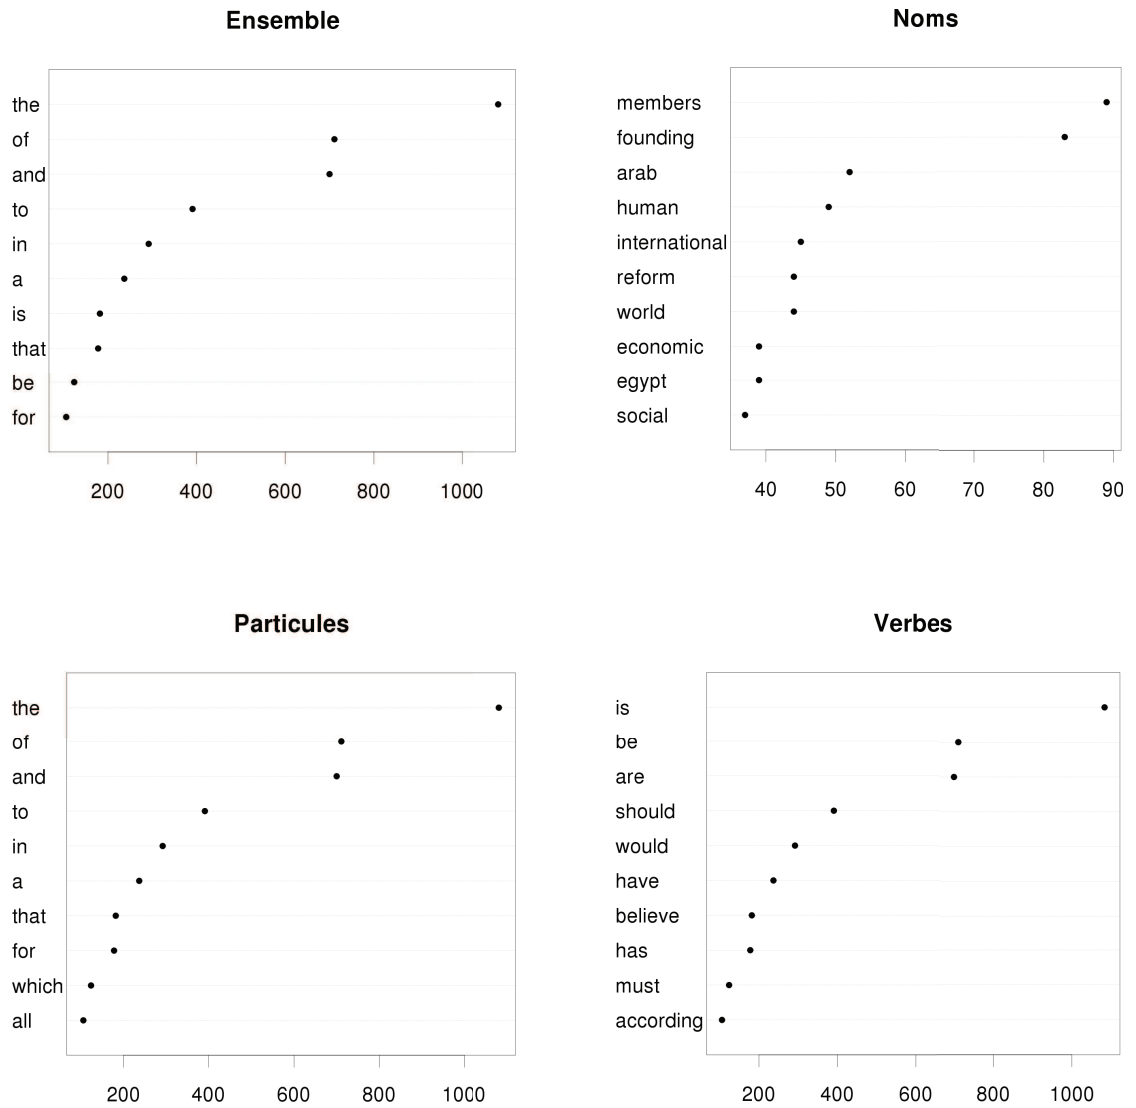 Ensemble
the
of
and
to
in
a
is
that
be
for
200 400 600 800 1000
Noms
members
founding
arab
human
international
reform
world
economic
egypt
social
40 50 60 70 80 90
Particules
the
of
and
to
in
a
that
for
which
all
200 400 600 800 1000
Verbes
is
be
are
should
would
have
believe
has
must
according
200 400 600 800 1000